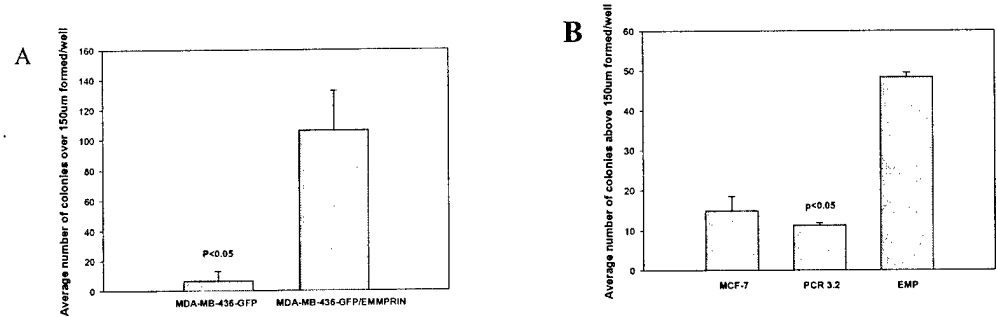 A
Average number of colonies over 150um formed/well
160
140
120
100
80
60
40
20
0
P<0.05
MDA-MB-436-GFP
MDA-MB-436-GFP/EMMPRIN
B
Average number of colonies above 150um formed/well
60
50
40
30
20
10
0
p<0.05
MCF-7
PCR 3.2
EMP